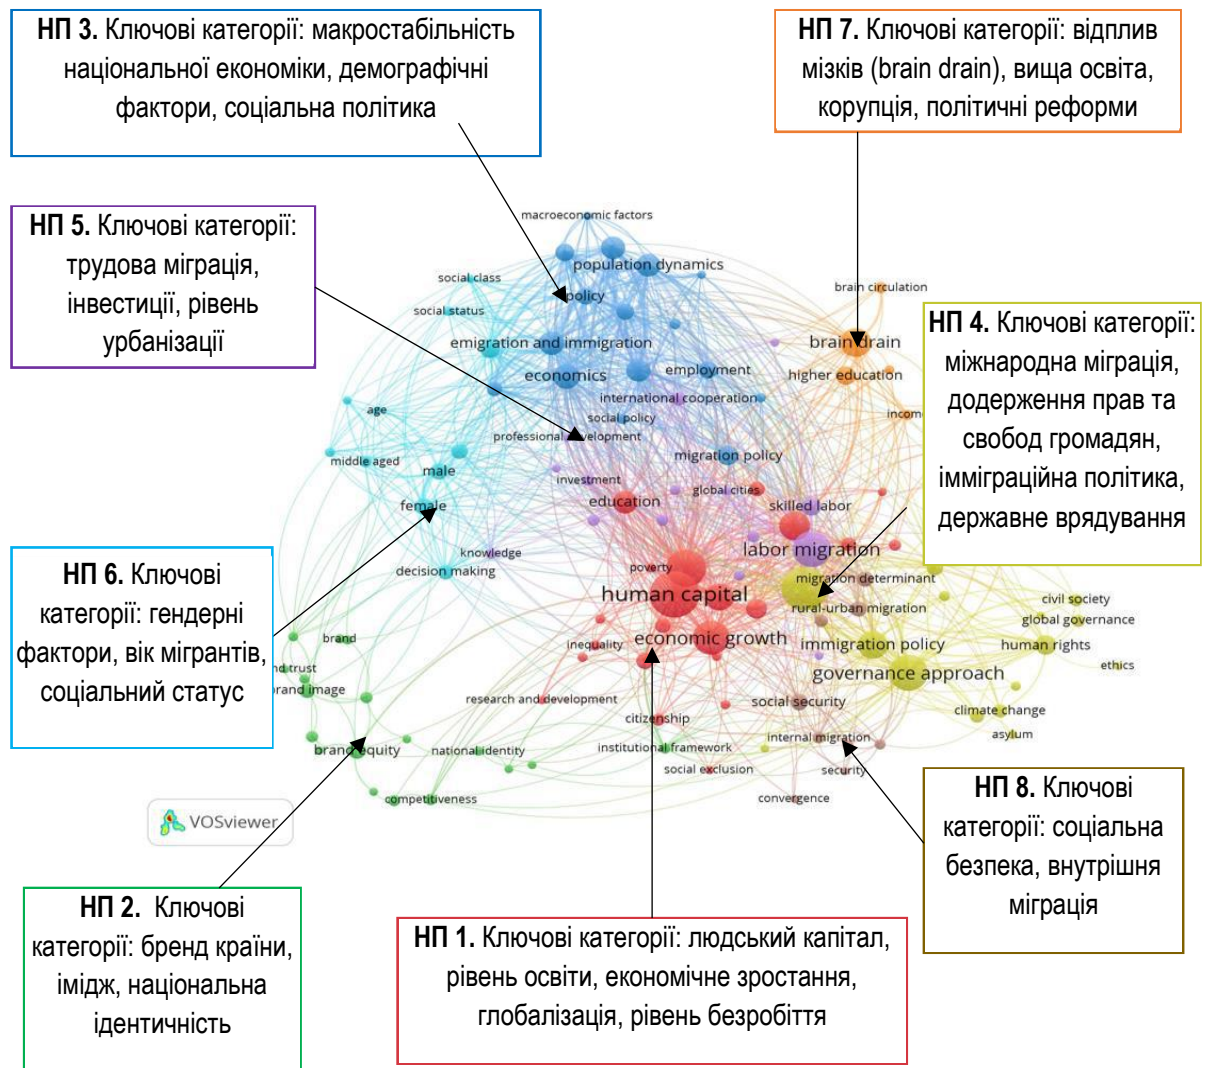 НП 3. Ключові категорії: макростабільність
національної економіки, демографічні
фактори, соціальна політика
НП 7. Ключові категорії: відплив
мізків (brain drain), вища освіта,
корупція, політичні реформи
НП 5. Ключові категорії:
трудова міграція,
інвестиції, рівень
урбанізації
macroeconomic factors
population dynamics
social class
policy
social status
emigration and immigration
economics
employment
international cooperation
social policy
professional development
migration policy
brain circulation
brain drain
higher education
income
НП 4. Ключові категорії:
міжнародна міграція,
додерження прав та
свобод громадян,
імміграційна політика,
державне врядування
age
middle aged
male
female
investment
education
global cities
skilled labor
knowledge
decision making
labor migration
poverty
human capital
migration determinant
rural-urban migration
economic growth
inequality
immigration policy
governance approach
civil society
global governance
human rights
ethics
НП 6. Ключові
категорії: гендерні
фактори, вік мігрантів,
соціальний статус
brand
nd trust
brand image
brand equity
national identity
competitiveness
research and development
citizenship
institutional framework
social exclusion
social security
internal migration
security
convergence
climate change
asylum
VOSviewer
НП 8. Ключові
категорії: соціальна
безпека, внутрішня
міграція
НП 2. Ключові
категорії: бренд країни,
імідж, національна
ідентичність
НП 1. Ключові категорії: людський капітал,
рівень освіти, економічне зростання,
глобалізація, рівень безробіття